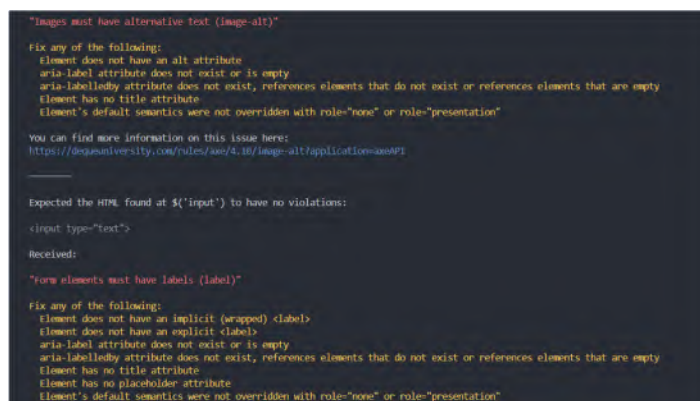 "Images must have alternative text (image-alt)"
Fix any of the following:
Element does not have an alt attribute
aria-label attribute does not exist or is empty
aria-labelledby attribute does not exist, references elements that do not exist or references elements that are empty
Element has no title attribute
Element's default semantics were not overridden with role="none" or role="presentation"
You can find more information on this issue here:
https://dequeuniversity.com/rules/axe/4.10/image-alt?application=axeAPI
Expected the HTML found at $('input') to have no violations:
<input type="text">
Received:
"Form elements must have labels (label)"
Fix any of the following:
Element does not have an implicit (wrapped) <label>
Element does not have an explicit <label>
aria-label attribute does not exist or is empty
aria-labelledby attribute does not exist, references elements that do not exist or references elements that are empty
Element has no title attribute
Element has no placeholder attribute
Element's default semantics were not overridden with role="none" or role="presentation"